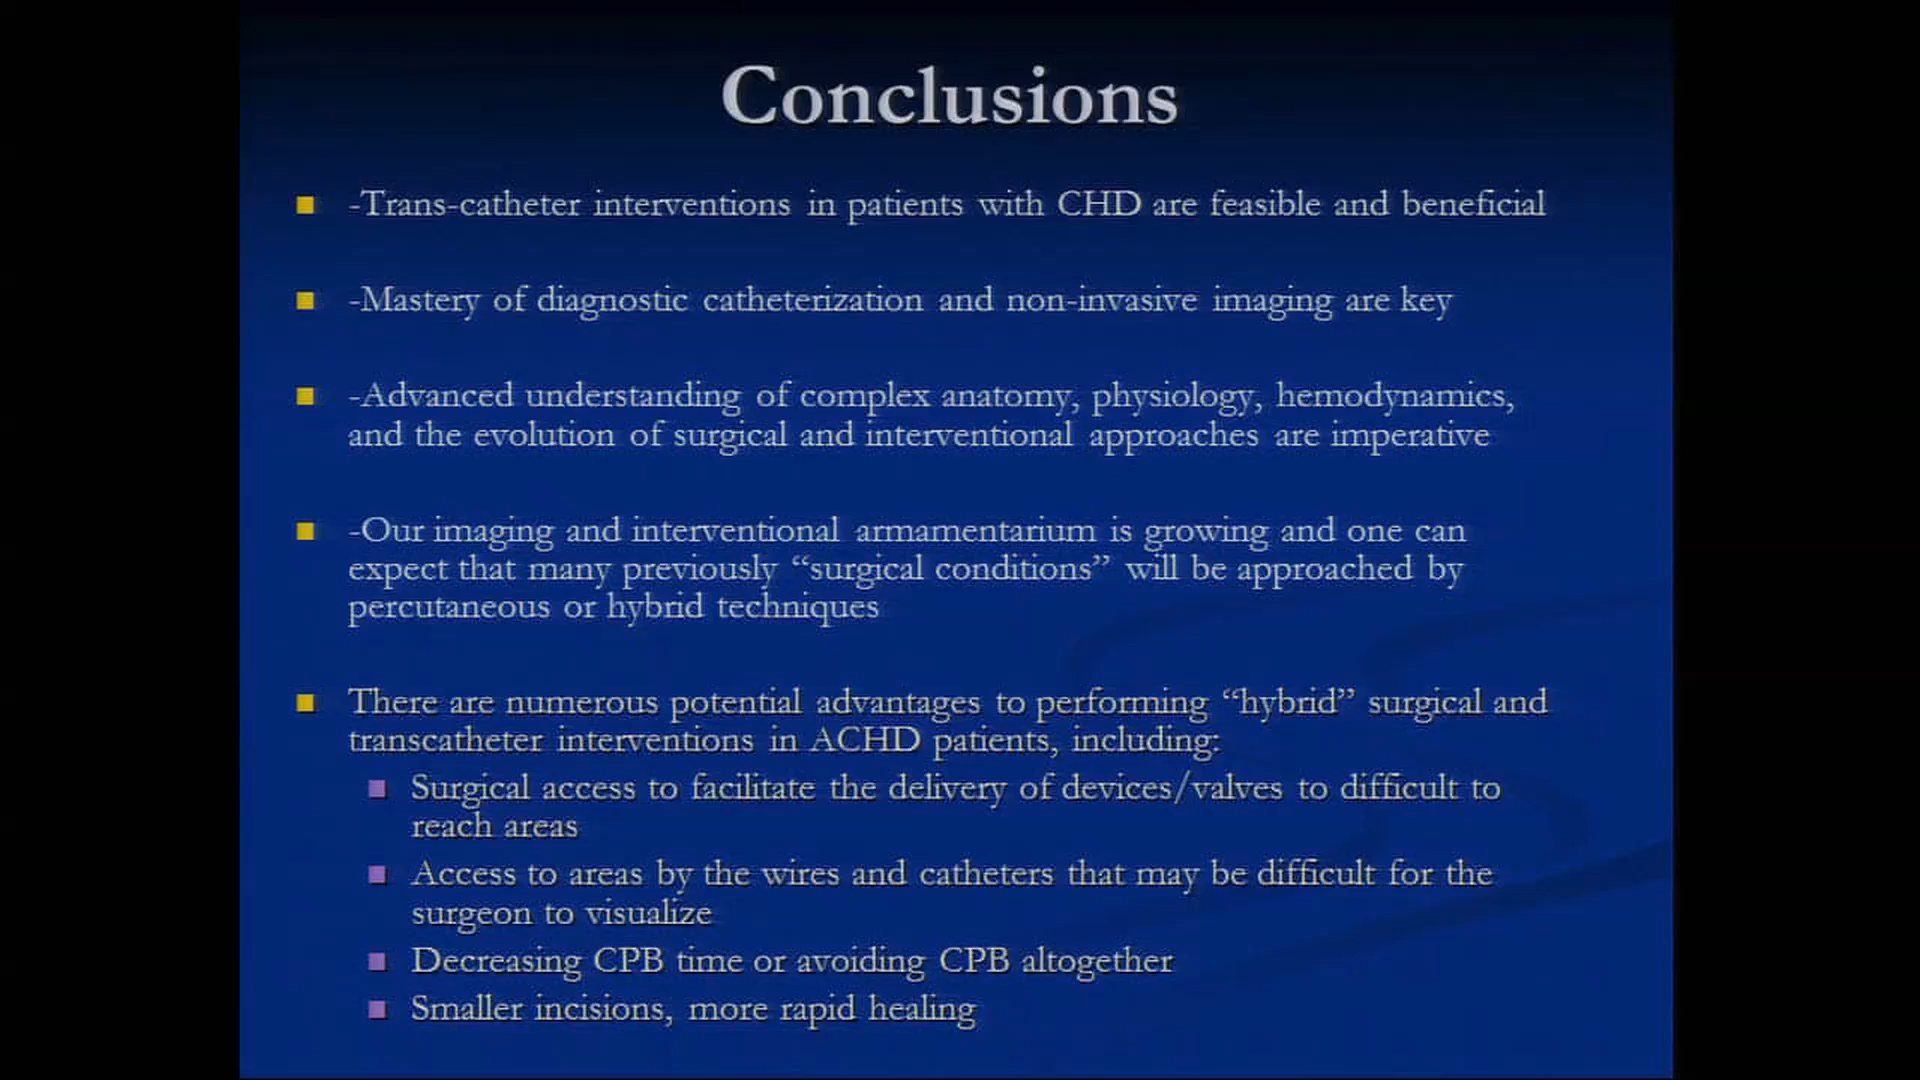 Conclusions
-Trans-catheter interventions in patients with CHD are feasible and beneficial
-Mastery of diagnostic catheterization and non-invasive imaging are key
-Advanced understanding of complex anatomy, physiology, hemodynamics,
and the evolution of surgical and interventional approaches are imperative
-Our imaging and interventional armamentarium is growing and one can
expect that many previously “surgical conditions” will be approached by
percutaneous or hybrid techniques
There are numerous potential advantages to performing “hybrid” surgical and
transcatheter interventions in ACHD patients, including:
Surgical access to facilitate the delivery of devices/valves to difficult to
reach areas
Access to areas by the wires and catheters that may be difficult for the
surgeon to visualize
Decreasing CPB time or avoiding CPB altogether
Smaller incisions, more rapid healing